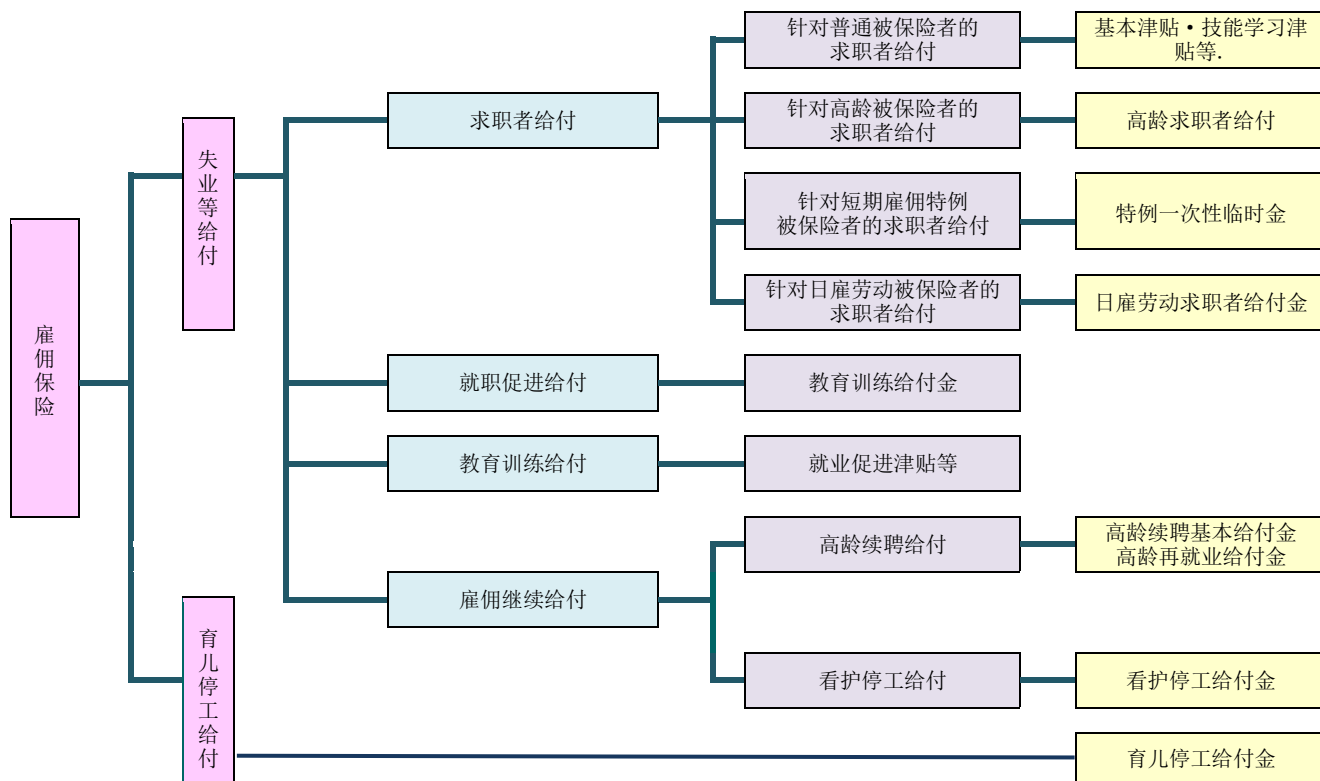 雇佣保险
失业等给付
育儿停工给付
求职者给付
针对普通被保险者的
求职者给付
基本津贴·技能学习津
贴等.
针对高龄被保险者的
求职者给付
高龄求职者给付
针对短期雇佣特例
被保险者的求职者给付
特例一次性临时金
针对日雇劳动被保险者的
求职者给付
日雇劳动求职者给付金
就职促进给付
教育训练给付金
教育训练给付
就业促进津贴等
雇佣继续给付
高龄续聘给付
高龄续聘基本给付金
高龄再就业给付金
看护停工给付
看护停工给付金
育儿停工给付金